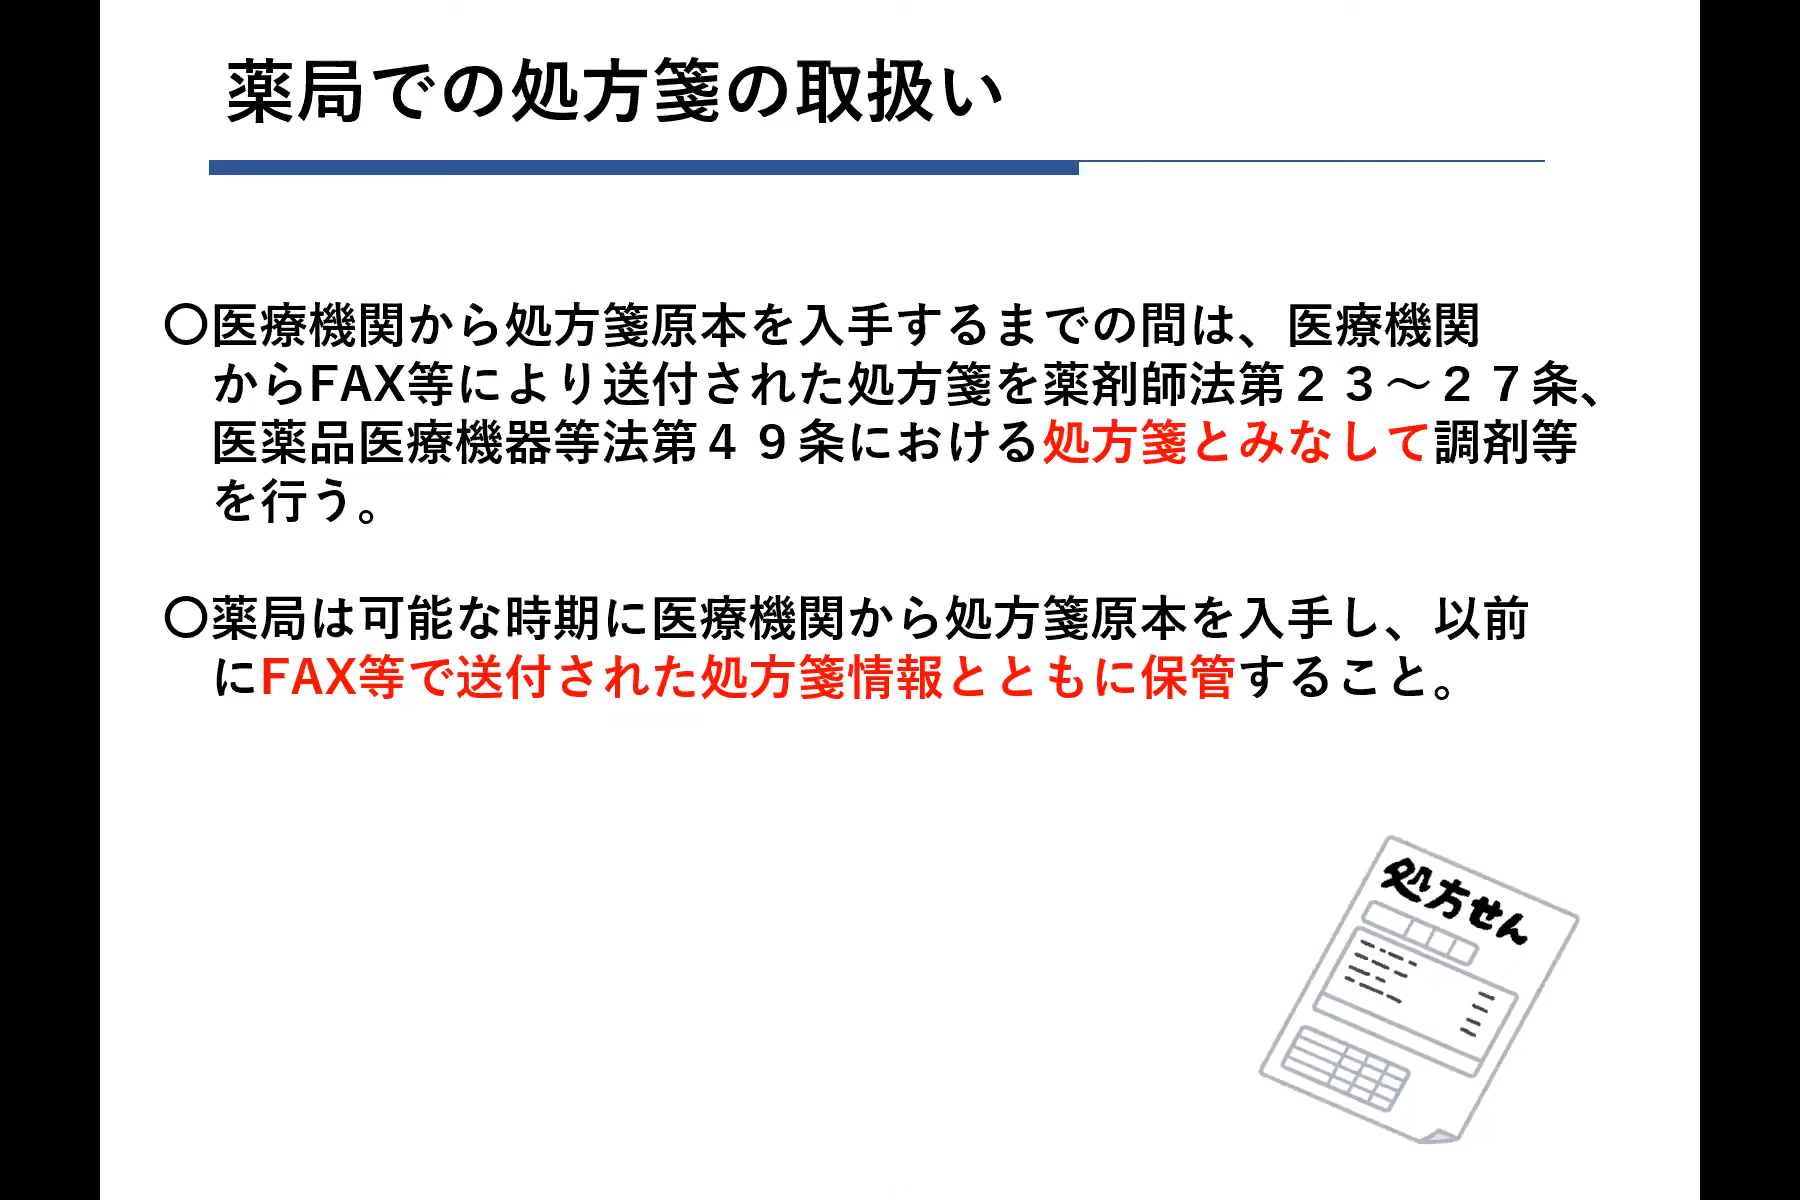 薬局での処方箋の取扱い
〇医療機関から処方箋原本を入手するまでの間は、医療機関
からFAX等により送付された処方箋を薬剤師法第２３～２７条、
医薬品医療機器等法第４９条における処方箋とみなして調剤等
を行う。
〇薬局は可能な時期に医療機関から処方箋原本を入手し、以前
にFAX等で送付された処方箋情報とともに保管すること。
処方せん